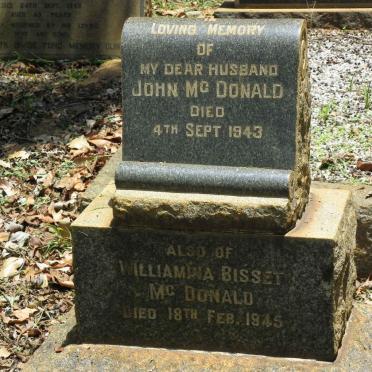 LOVING MEMORY
OF
MY DEAR HUSBAND
JOHN MC DONALD
DIED
4TH SEPT 1943
ALSO OF
WILLIAMINA BISSET
MC DONALD
DIED 18TH FEB. 1945